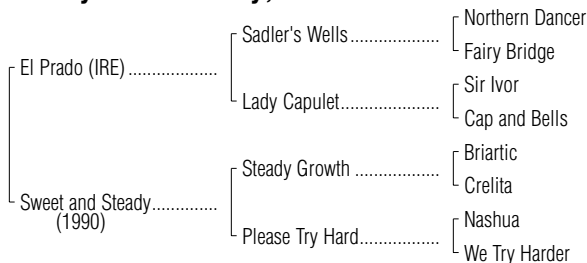 Northern Dancer
Sadler's Wells
Fairy Bridge
El Prado (IRE)
Sir Ivor
Lady Capulet
Cap and Bells
Briartic
Steady Growth
Crelita
Sweet and Steady
(1990)
Nashua
Please Try Hard
We Try Harder